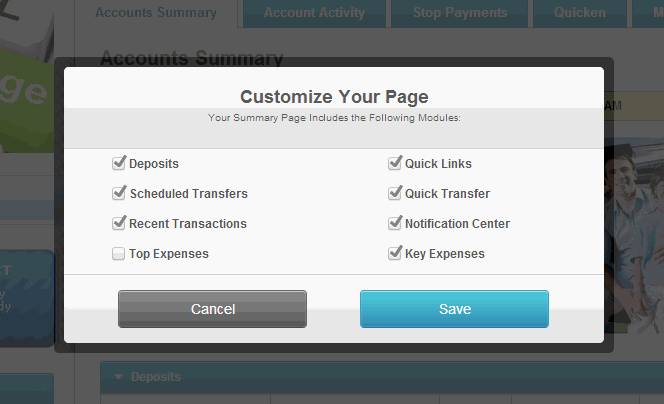 Accounts Summary
Account Activity
Stop Payments
Quicken
M
Accounts Summary
ge
AM
Customize Your Page
Your Summary Page Includes the Following Modules:
Deposits
Quick Links
Scheduled Transfers
Quick Transfer
Recent Transactions
Notification Center
Top Expenses
Key Expenses
CT
y
dy
Cancel
Save
Deposits